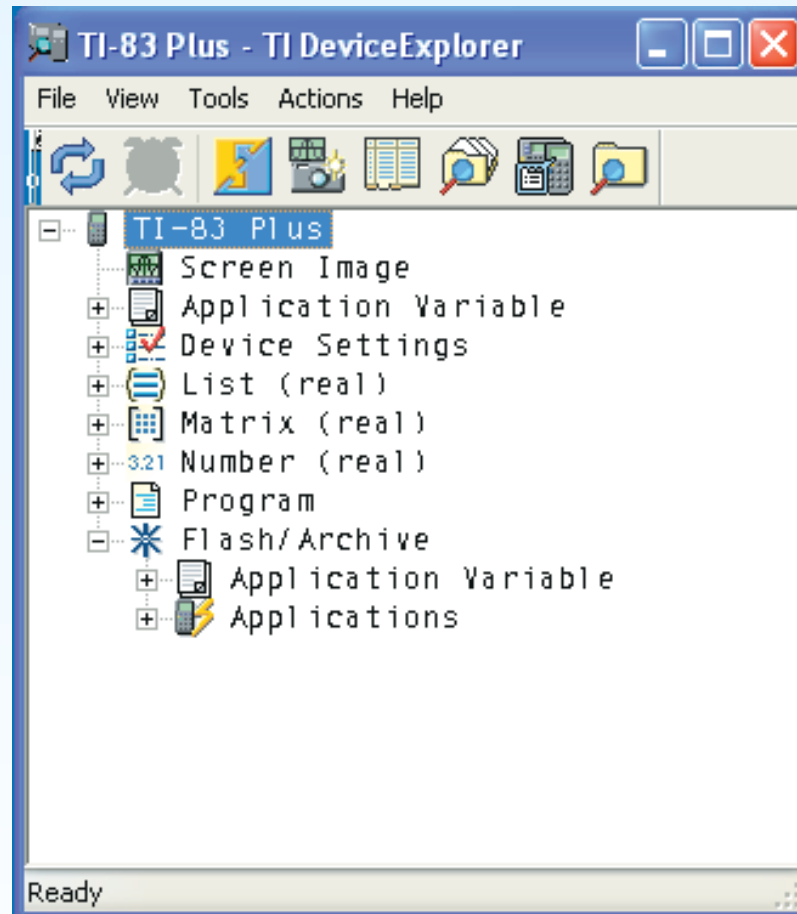 TI-83 Plus - TI DeviceExplorer
File View Tools Actions Help
TI-83 Plus
Screen Image
Application Variable
Device Settings
List (real)
Matrix (real)
3.21 Number (real)
Program
Flash/Archive
Application Variable
Applications
Ready